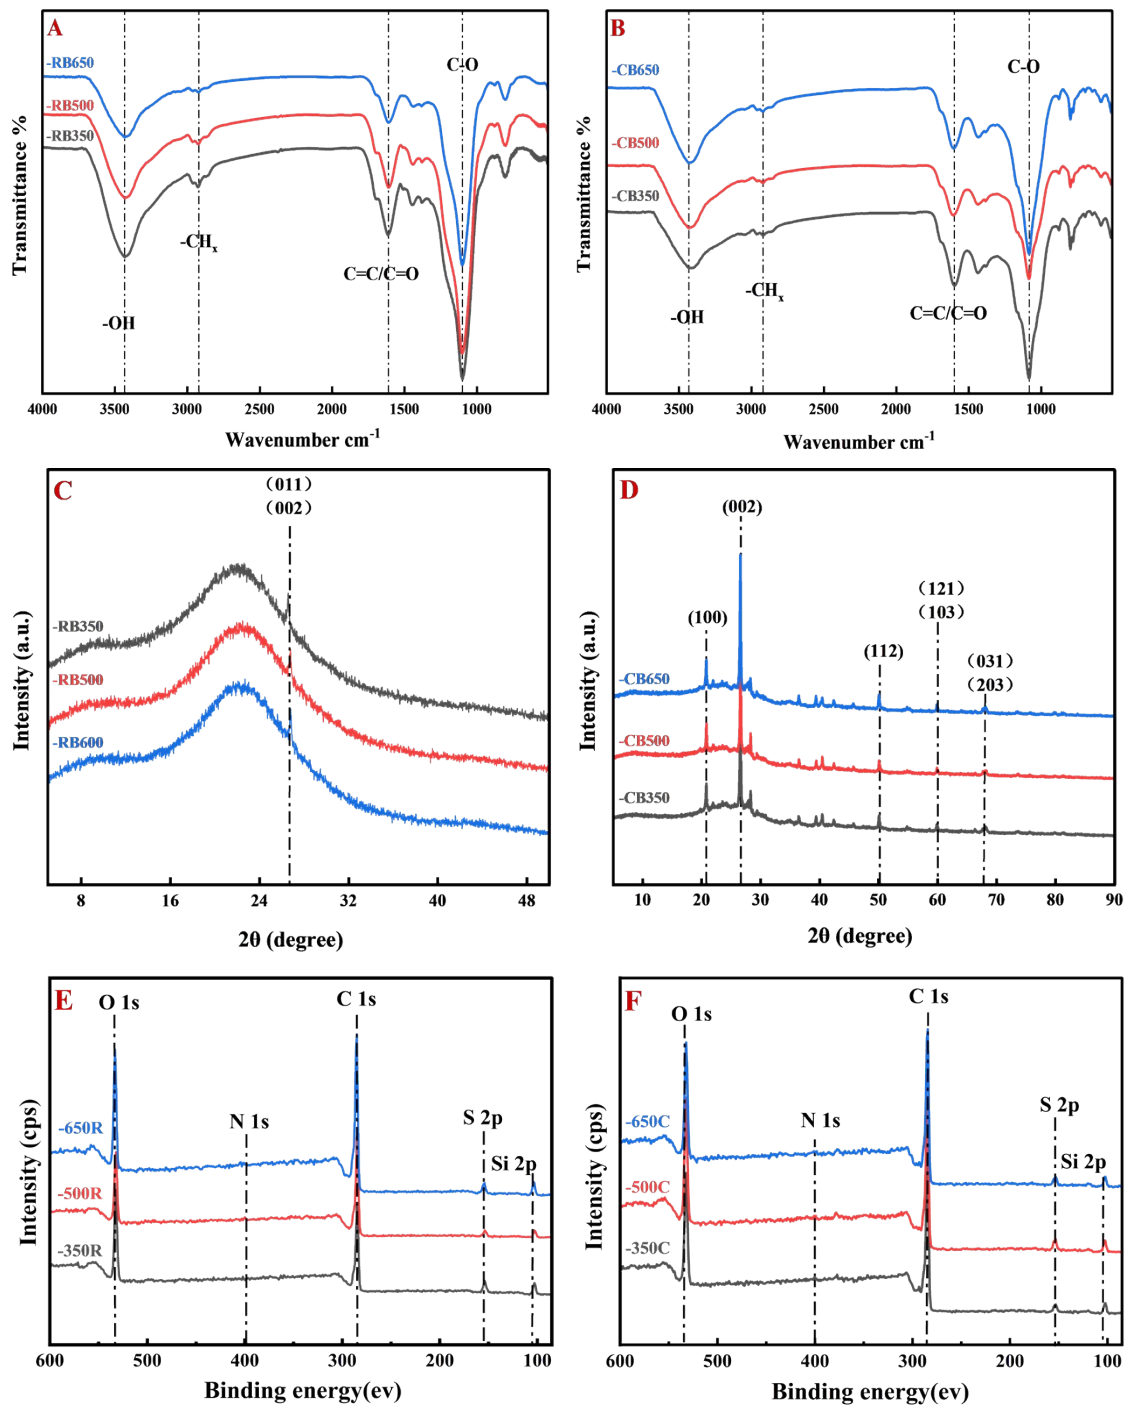 A
-RB650
-RB500
-RB350
C-O
-CHx
C=C/C=O
-OH
Transmittance %
4000 3500 3000 2500 2000 1500 1000
Wavenumber cm-1
B
-CB650
-CB500
-CB350
C-O
-CHx
C=C/C=O
-OH
Transmittance %
4000 3500 3000 2500 2000 1500 1000
Wavenumber cm-1
C
(011)
(002)
-RB350
-RB500
-RB600
Intensity (a.u.)
8 16 24 32 40 48
2θ (degree)
D
(002)
(121)
(103)
(100)
(112)
(031)
(203)
-CB650
-CB500
-CB350
Intensity (a.u.)
10 20 30 40 50 60 70 80 90
2θ (degree)
E
O 1s
C 1s
N 1s
S 2p
Si 2p
-650R
-500R
-350R
Intensity (cps)
600 500 400 300 200 100
Binding energy(ev)
F
O 1s
C 1s
N 1s
S 2p
Si 2p
-650C
-500C
-350C
Intensity (cps)
600 500 400 300 200 100
Binding energy(ev)